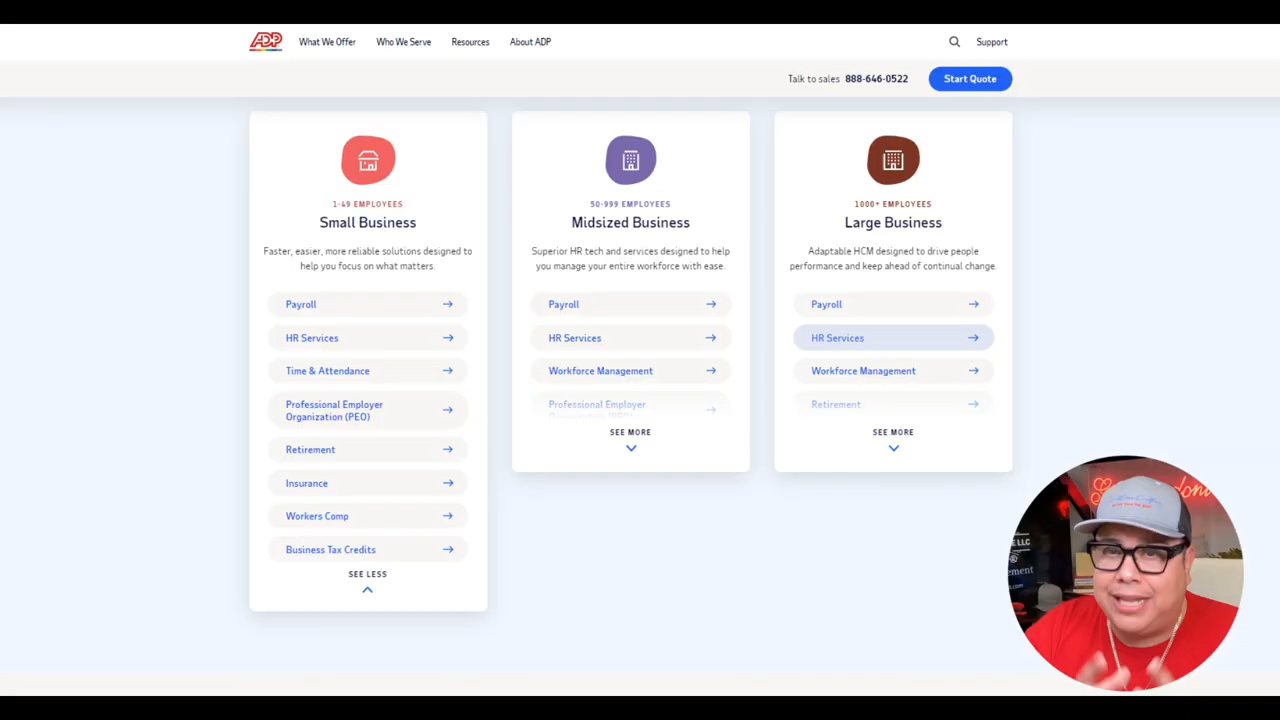 ADP
What We Offer
Who We Serve
Resources
About ADP
Support
Talk to sales 888-646-0522
Start Quote
1-49 EMPLOYEES
Small Business
Faster, easier, more reliable solutions designed to
help you focus on what matters.
Payroll
HR Services
Time & Attendance
Professional Employer
Organization (PEO)
Retirement
Insurance
Workers Comp
Business Tax Credits
SEE LESS
50-999 EMPLOYEES
Midsized Business
Superior HR tech and services designed to help
you manage your entire workforce with ease.
Payroll
HR Services
Workforce Management
Professional Employer
Organization (PEO)
SEE MORE
1000+ EMPLOYEES
Large Business
Adaptable HCM designed to drive people
performance and keep ahead of continual change.
Payroll
HR Services
Workforce Management
Retirement
SEE MORE
LLC